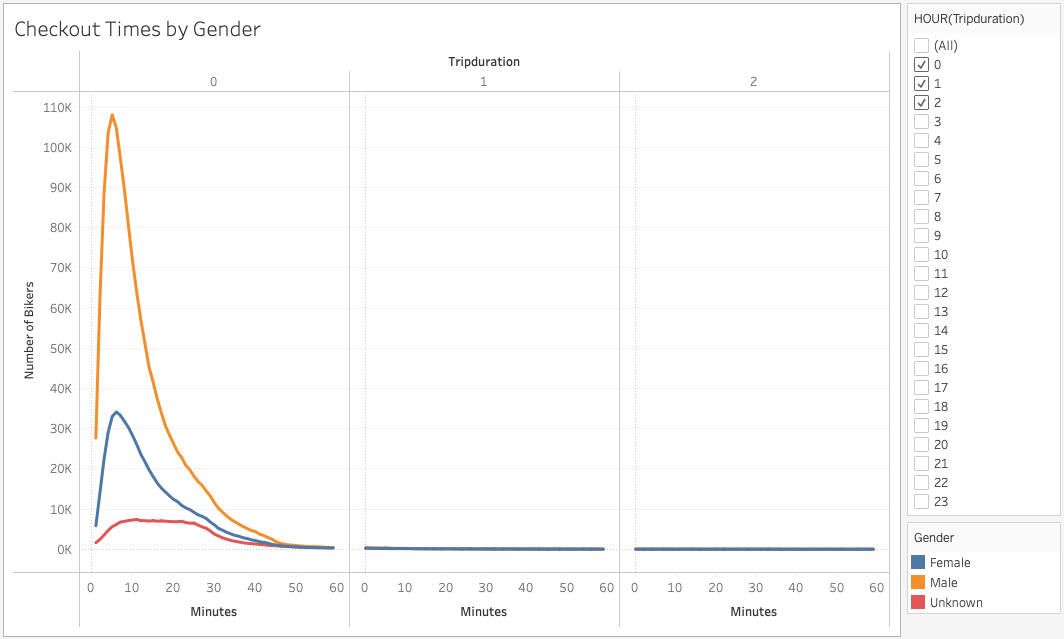 Checkout Times by Gender
Tripduration
0 1 2
110K
100K
90K
80K
70K
60K
50K
40K
30K
20K
10K
0K
Number of Bikers
0 10 20 30 40 50 60 0 10 20 30 40 50 60 0 10 20 30 40 50 60
Minutes Minutes Minutes
HOUR(Tripduration)
(All)
0
1
2
3
4
5
6
7
8
9
10
11
12
13
14
15
16
17
18
19
20
21
22
23
Gender
Female
Male
Unknown